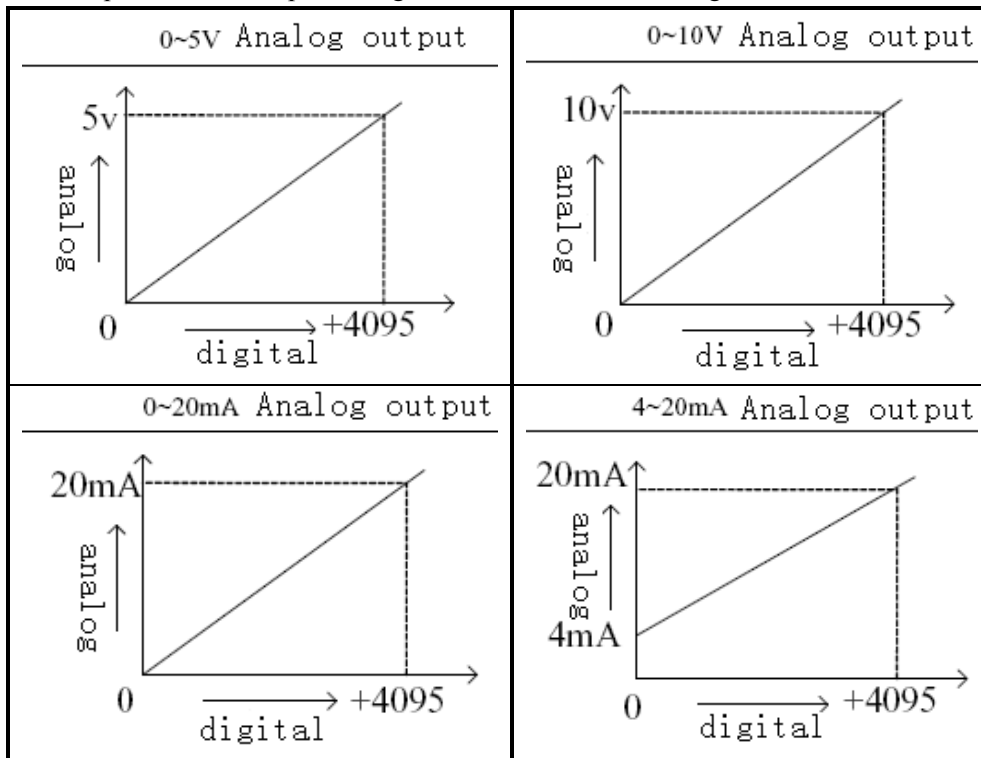 0~5V Analog output
5v
analog
0
+4095
digital
0~10V Analog output
10v
analog
0
+4095
digital
0~20mA Analog output
20mA
analog
0
+4095
digital
4~20mA Analog output
20mA
analog
4mA
0
+4095
digital